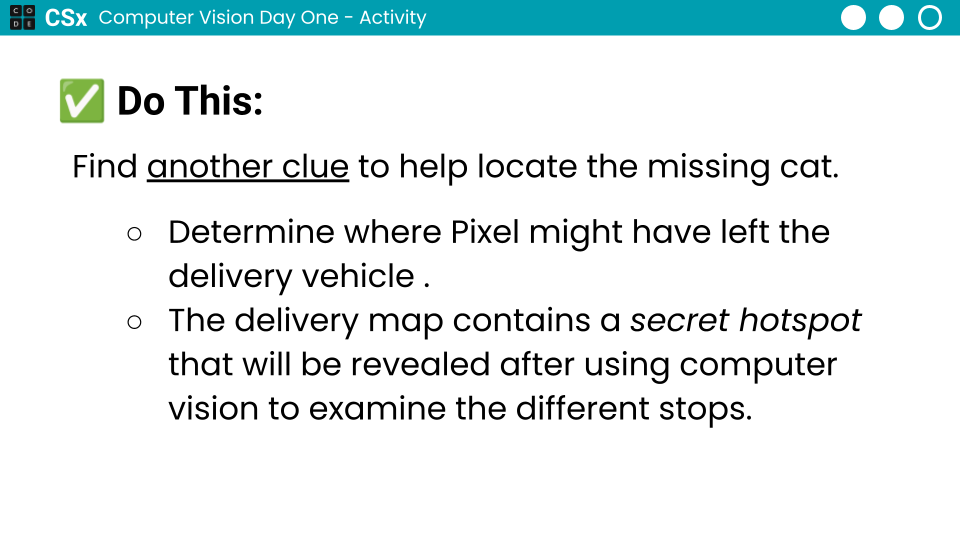 CODE CSx Computer Vision Day One - Activity
✅ Do This:
Find another clue to help locate the missing cat.
○ Determine where Pixel might have left the
delivery vehicle .
○ The delivery map contains a secret hotspot
that will be revealed after using computer
vision to examine the different stops.